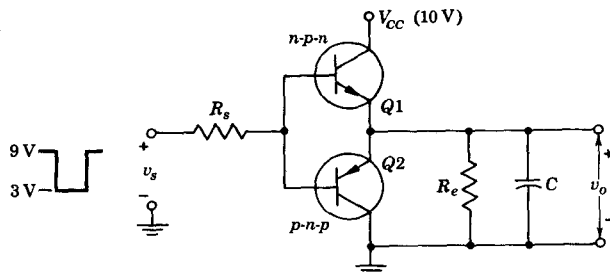 V_CC (10 V)
n-p-n
Q1
R_s
9 V
3 V
+
v_s
−
Q2
p-n-p
R_e
C
+
v_o
−